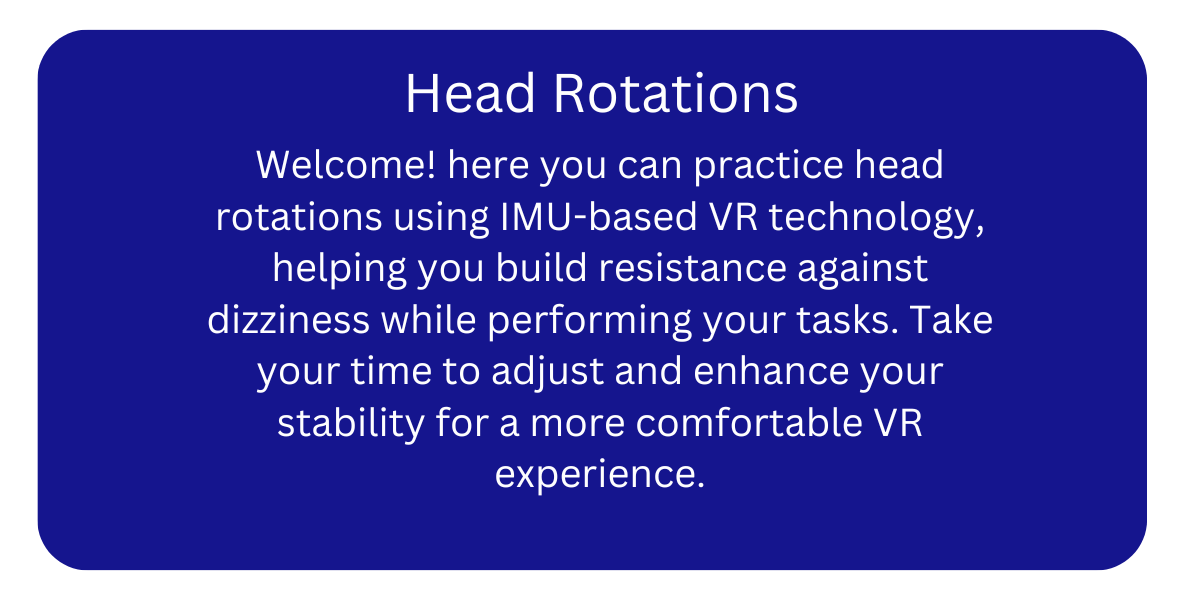 Head Rotations
Welcome! here you can practice head
rotations using IMU-based VR technology,
helping you build resistance against
dizziness while performing your tasks. Take
your time to adjust and enhance your
stability for a more comfortable VR
experience.